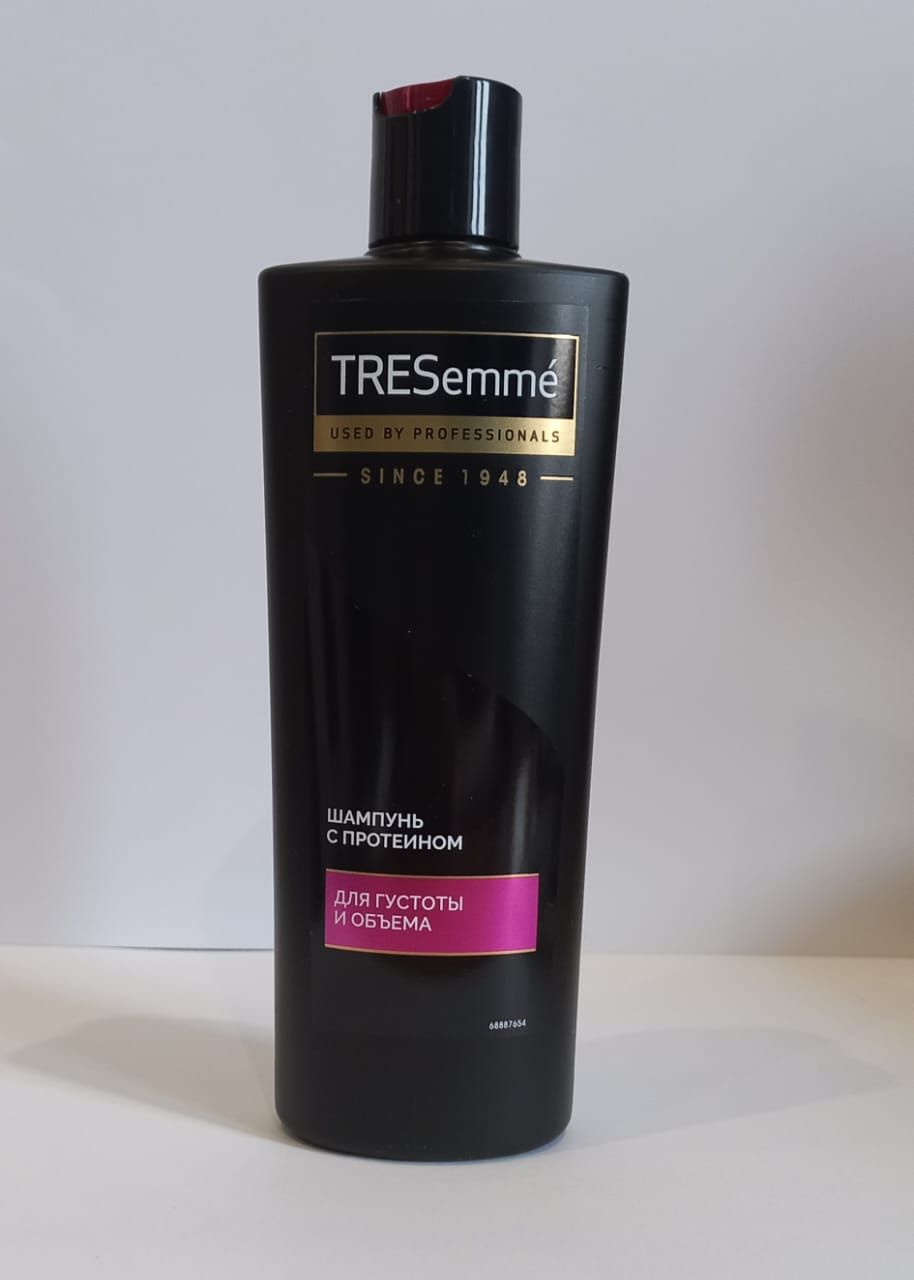 TRESemmé
USED BY PROFESSIONALS
SINCE 1948
ШАМПУНЬ
С ПРОТЕИНОМ
ДЛЯ ГУСТОТЫ
И ОБЪЕМА
68887654